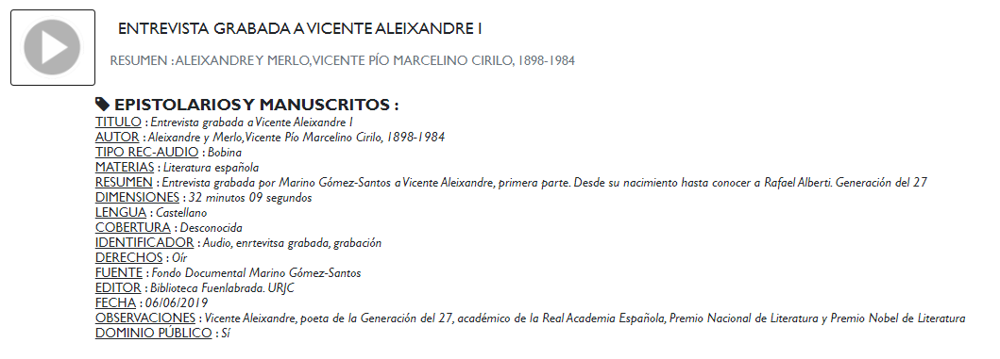 ENTREVISTA GRABADA A VICENTE ALEIXANDRE I
RESUMEN : ALEIXANDRE Y MERLO, VICENTE PÍO MARCELINO CIRILO, 1898-1984
EPISTOLARIOS Y MANUSCRITOS :
TITULO : Entrevista grabada a Vicente Aleixandre I
AUTOR : Aleixandre y Merlo, Vicente Pío Marcelino Cirilo, 1898-1984
TIPO REC-AUDIO : Bobina
MATERIAS : Literatura española
RESUMEN : Entrevista grabada por Marino Gómez-Santos a Vicente Aleixandre, primera parte. Desde su nacimiento hasta conocer a Rafael Alberti. Generación del 27
DIMENSIONES : 32 minutos 09 segundos
LENGUA : Castellano
COBERTURA : Desconocida
IDENTIFICADOR : Audio, enrtevitsa grabada, grabación
DERECHOS : Oír
FUENTE : Fondo Documental Marino Gómez-Santos
EDITOR : Biblioteca Fuenlabrada. URJC
FECHA : 06/06/2019
OBSERVACIONES : Vicente Aleixandre, poeta de la Generación del 27, académico de la Real Academia Española, Premio Nacional de Literatura y Premio Nobel de Literatura
DOMINIO PÚBLICO : Sí